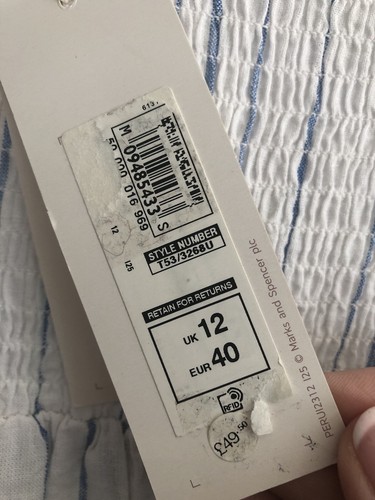 M 09485433 S
016 969
12
125
STYLE NUMBER
T53/3268U
RETAIN FOR RETURNS
UK 12
EUR 40
RFID
£49.50
PERU/2312 125 © Marks and Spencer plc